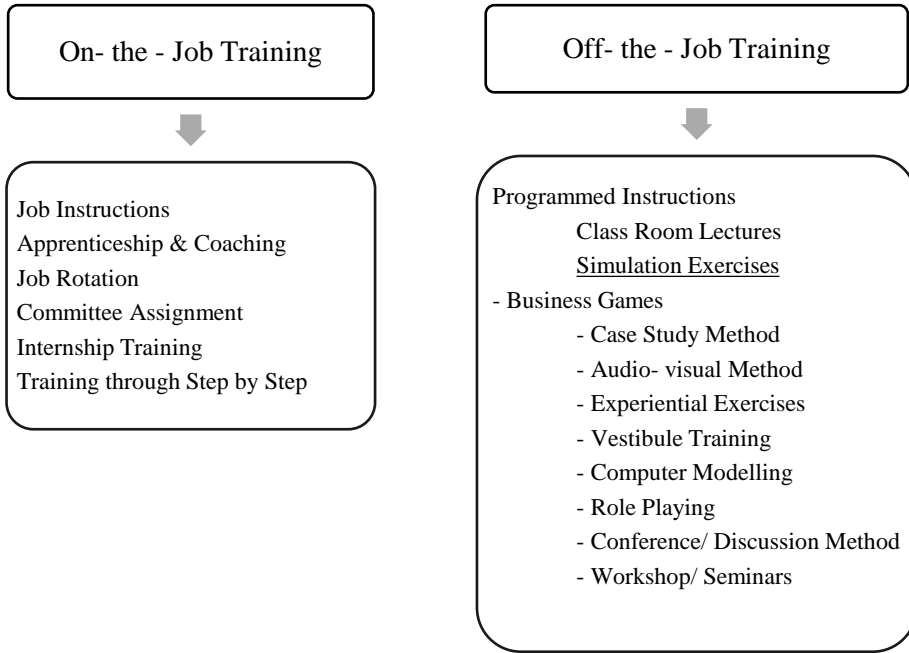 On- the - Job Training
Job Instructions
Apprenticeship & Coaching
Job Rotation
Committee Assignment
Internship Training
Training through Step by Step
Off- the - Job Training
Programmed Instructions
Class Room Lectures
Simulation Exercises
- Business Games
- Case Study Method
- Audio- visual Method
- Experiential Exercises
- Vestibule Training
- Computer Modelling
- Role Playing
- Conference/ Discussion Method
- Workshop/ Seminars